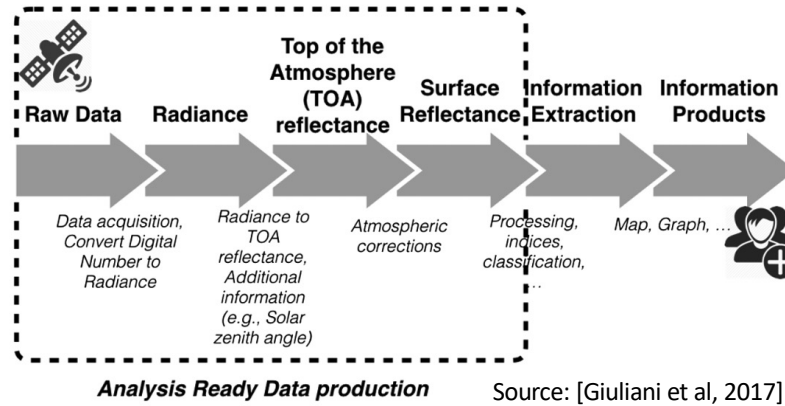 Top of the
Atmosphere
(TOA)
reflectance
Raw Data
Radiance
Surface
Reflectance
Information
Extraction
Information
Products
Data acquisition,
Convert Digital
Number to
Radiance
Radiance to
TOA
reflectance,
Additional
information
(e.g., Solar
zenith angle)
Atmospheric
corrections
Processing,
indices,
classification,
...
Map, Graph, ...
Analysis Ready Data production
Source: [Giuliani et al, 2017]